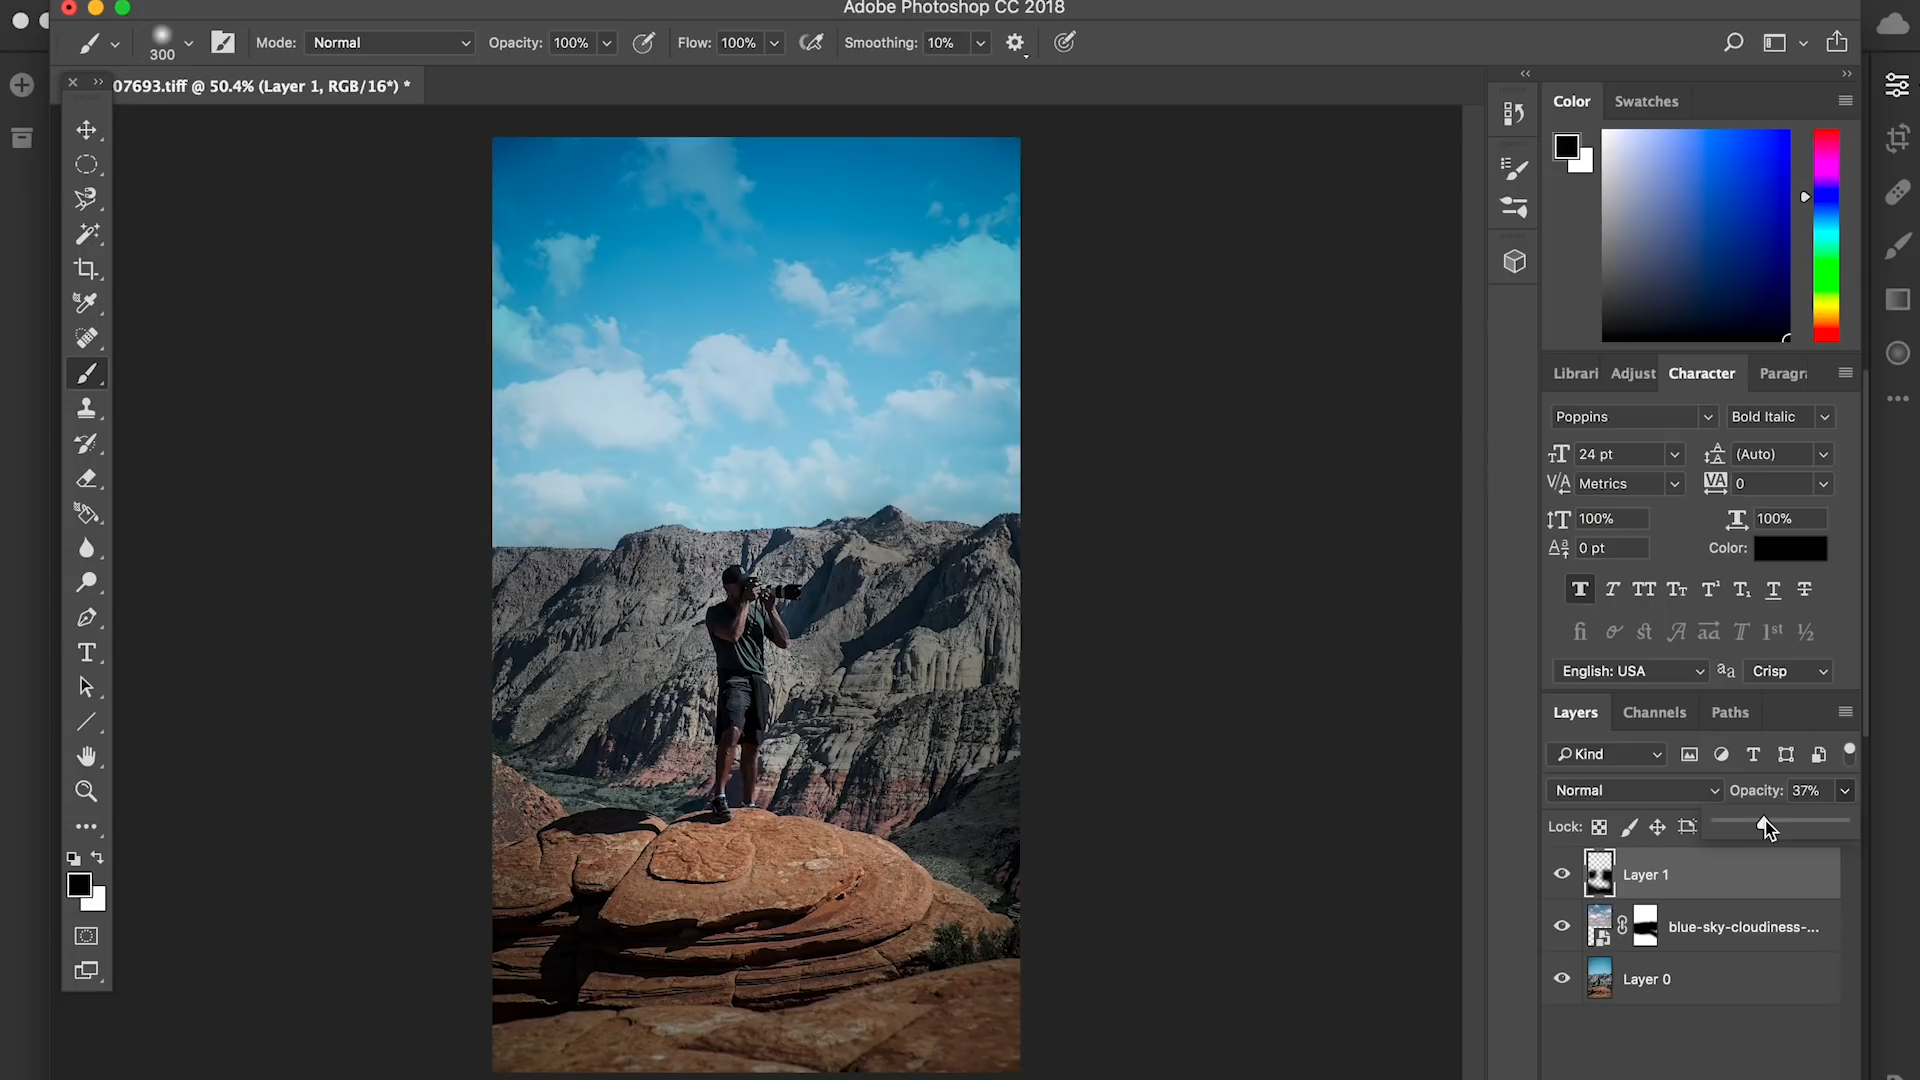 Adobe Photoshop CC 2018
300
Mode: Normal
Opacity: 100%
Flow: 100%
Smoothing: 10%
07693.tiff @ 50.4% (Layer 1, RGB/16*) *
Color
Swatches
Librari
Adjust
Character
Paragr
Poppins
Bold Italic
24 pt
(Auto)
Metrics
0
100%
100%
0 pt
Color:
English: USA
Crisp
Layers
Channels
Paths
Kind
Normal
Opacity: 37%
Lock:
Layer 1
blue-sky-cloudiness-...
Layer 0